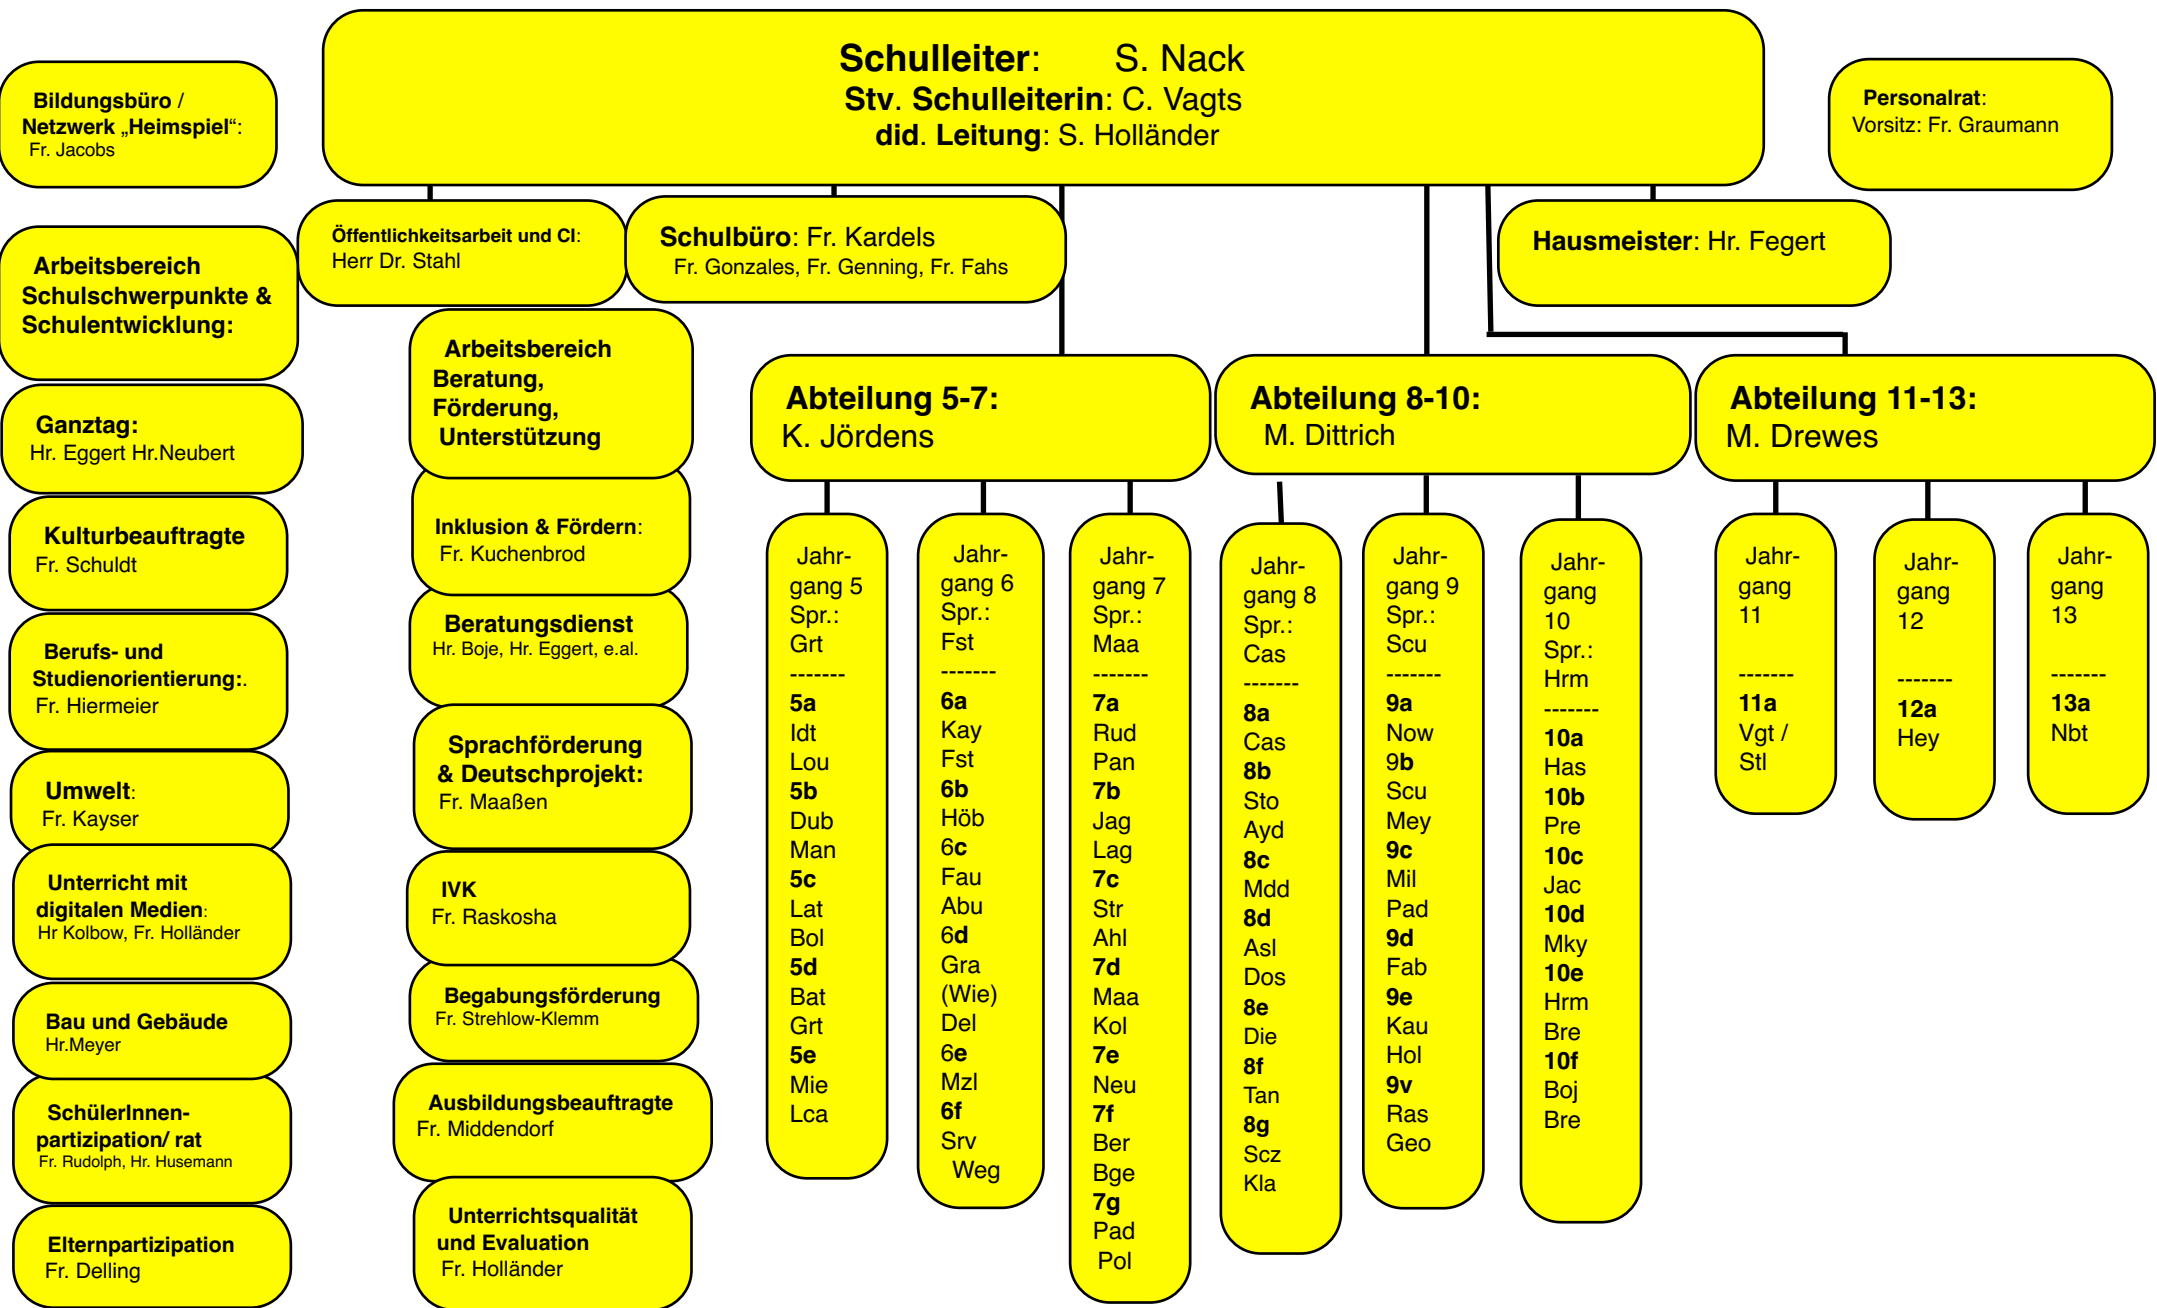 Schulleiter: S. Nack
Stv. Schulleiterin: C. Vagts
did. Leitung: S. Holländer
Bildungsbüro /
Netzwerk „Heimspiel“:
Fr. Jacobs
Personalrat:
Vorsitz: Fr. Graumann
Öffentlichkeitsarbeit und CI:
Herr Dr. Stahl
Schulbüro: Fr. Kardels
Fr. Gonzales, Fr. Genning, Fr. Fahs
Hausmeister: Hr. Fegert
Arbeitsbereich
Schulschwerpunkte &
Schulentwicklung:
Ganztag:
Hr. Eggert Hr.Neubert
Kulturbeauftragte
Fr. Schuldt
Berufs- und
Studienorientierung:.
Fr. Hiermeier
Umwelt:
Fr. Kayser
Unterricht mit
digitalen Medien:
Hr Kolbow, Fr. Holländer
Bau und Gebäude
Hr.Meyer
SchülerInnen-
partizipation/ rat
Fr. Rudolph, Hr. Husemann
Elternpartizipation
Fr. Delling
Arbeitsbereich
Beratung,
Förderung,
Unterstützung
Inklusion & Fördern:
Fr. Kuchenbrod
Beratungsdienst
Hr. Boje, Hr. Eggert, e.al.
Sprachförderung
& Deutschprojekt:
Fr. Maaßen
IVK
Fr. Raskosha
Begabungsförderung
Fr. Strehlow-Klemm
Ausbildungsbeauftragte
Fr. Middendorf
Unterrichtsqualität
und Evaluation
Fr. Holländer
Abteilung 5-7:
K. Jördens
Jahr-
gang 5
Spr.:
Grt
-------
5a
Idt
Lou
5b
Dub
Man
5c
Lat
Bol
5d
Bat
Grt
5e
Mie
Lca
Jahr-
gang 6
Spr.:
Fst
-------
6a
Kay
Fst
6b
Höb
6c
Fau
Abu
6d
Gra
(Wie)
Del
6e
Mzl
6f
Srv
Weg
Jahr-
gang 7
Spr.:
Maa
-------
7a
Rud
Pan
7b
Jag
Lag
7c
Str
Ahl
7d
Maa
Kol
7e
Neu
7f
Ber
Bge
7g
Pad
Pol
Abteilung 8-10:
M. Dittrich
Jahr-
gang 8
Spr.:
Cas
-------
8a
Cas
8b
Sto
Ayd
8c
Mdd
8d
Asl
Dos
8e
Die
8f
Tan
8g
Scz
Kla
Jahr-
gang 9
Spr.:
Scu
-------
9a
Now
9b
Scu
Mey
9c
Mil
Pad
9d
Fab
9e
Kau
Hol
9v
Ras
Geo
Jahr-
gang
10
Spr.:
Hrm
-------
10a
Has
10b
Pre
10c
Jac
10d
Mky
10e
Hrm
Bre
10f
Boj
Bre
Abteilung 11-13:
M. Drewes
Jahr-
gang
11
-------
11a
Vgt /
Stl
Jahr-
gang
12
-------
12a
Hey
Jahr-
gang
13
-------
13a
Nbt